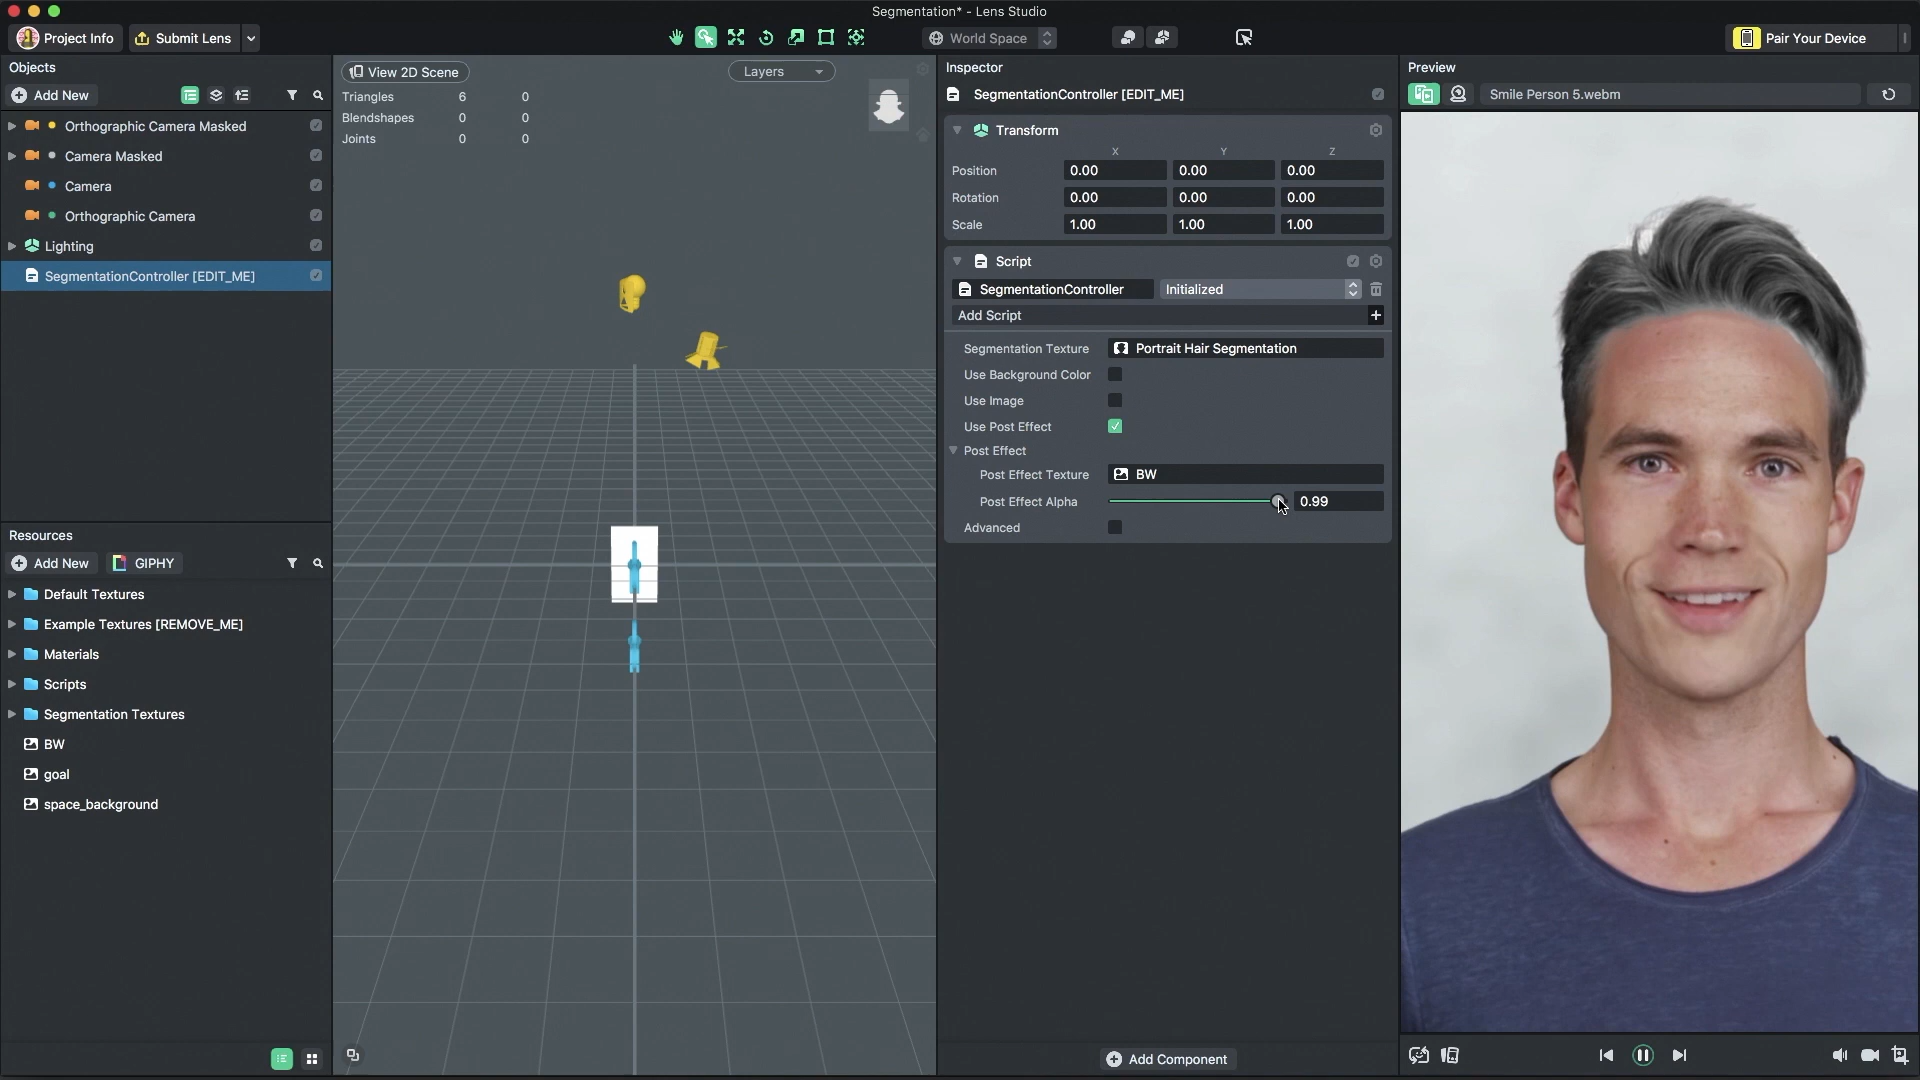 Segmentation* - Lens Studio
Project Info
Submit Lens
World Space
Pair Your Device
Objects
Add New
Orthographic Camera Masked
Camera Masked
Camera
Orthographic Camera
Lighting
SegmentationController [EDIT_ME]
Resources
Add New
GIPHY
Default Textures
Example Textures [REMOVE_ME]
Materials
Scripts
Segmentation Textures
BW
goal
space_background
View 2D Scene
Layers
Triangles 6 0
Blendshapes 0 0
Joints 0 0
Inspector
SegmentationController [EDIT_ME]
Transform
X Y Z
Position 0.00 0.00 0.00
Rotation 0.00 0.00 0.00
Scale 1.00 1.00 1.00
Script
SegmentationController Initialized
Add Script
Segmentation Texture Portrait Hair Segmentation
Use Background Color
Use Image
Use Post Effect
Post Effect
Post Effect Texture BW
Post Effect Alpha 0.99
Advanced
Add Component
Preview
Smile Person 5.webm